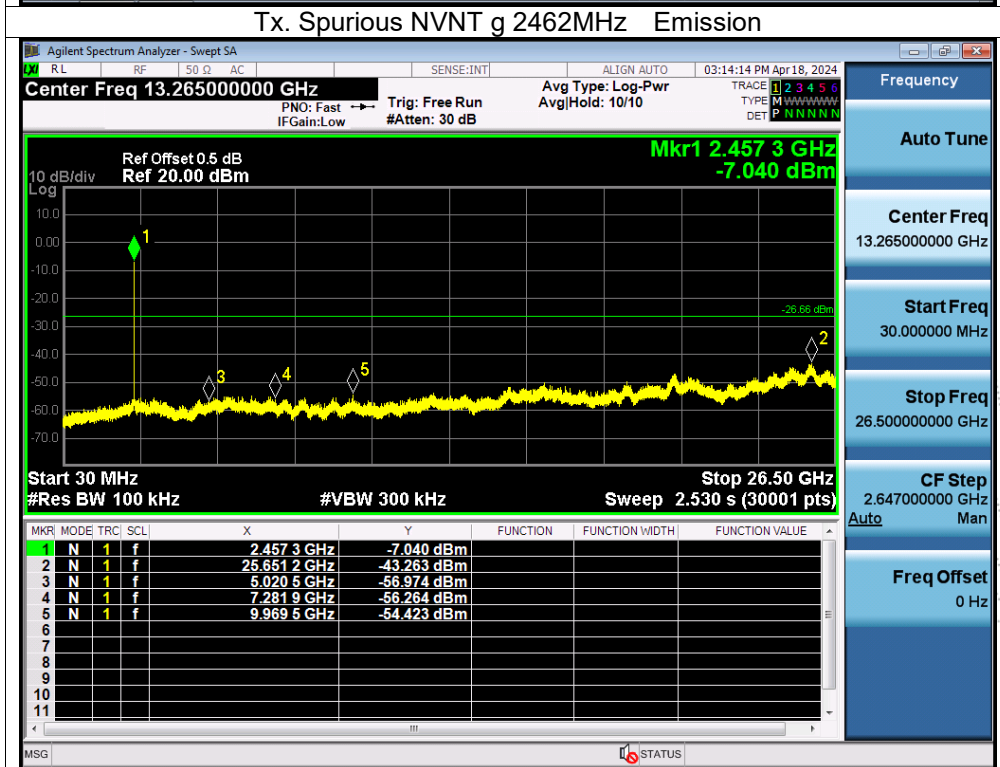 Tx. Spurious NVNT g 2462MHz Emission
Agilent Spectrum Analyzer - Swept SA
LXI RL RF 50 Ω AC SENSE:INT ALIGN AUTO 03:14:14 PM Apr 18, 2024
Center Freq 13.265000000 GHz
PNO: Fast
IFGain:Low
Trig: Free Run
#Atten: 30 dB
Avg Type: Log-Pwr
Avg|Hold: 10/10
TRACE 1 2 3 4 5 6
TYPE M W W W W W
DET P N N N N N
Mkr1 2.457 3 GHz
-7.040 dBm
Ref Offset 0.5 dB
10 dB/div Ref 20.00 dBm
Log
10.0
0.00
-10.0
-20.0
-30.0
-40.0
-50.0
-60.0
-70.0
1
-26.66 dBm
2
3
4
5
Start 30 MHz Stop 26.50 GHz
#Res BW 100 kHz #VBW 300 kHz Sweep 2.530 s (30001 pts)
MKR MODE TRC SCL X Y FUNCTION FUNCTION WIDTH FUNCTION VALUE
1 N 1 f 2.457 3 GHz -7.040 dBm
2 N 1 f 25.651 2 GHz -43.263 dBm
3 N 1 f 5.020 5 GHz -56.974 dBm
4 N 1 f 7.281 9 GHz -56.264 dBm
5 N 1 f 9.969 5 GHz -54.423 dBm
6
7
8
9
10
11
MSG STATUS
Frequency
Auto Tune
Center Freq
13.265000000 GHz
Start Freq
30.000000 MHz
Stop Freq
26.500000000 GHz
CF Step
2.647000000 GHz
Auto Man
Freq Offset
0 Hz